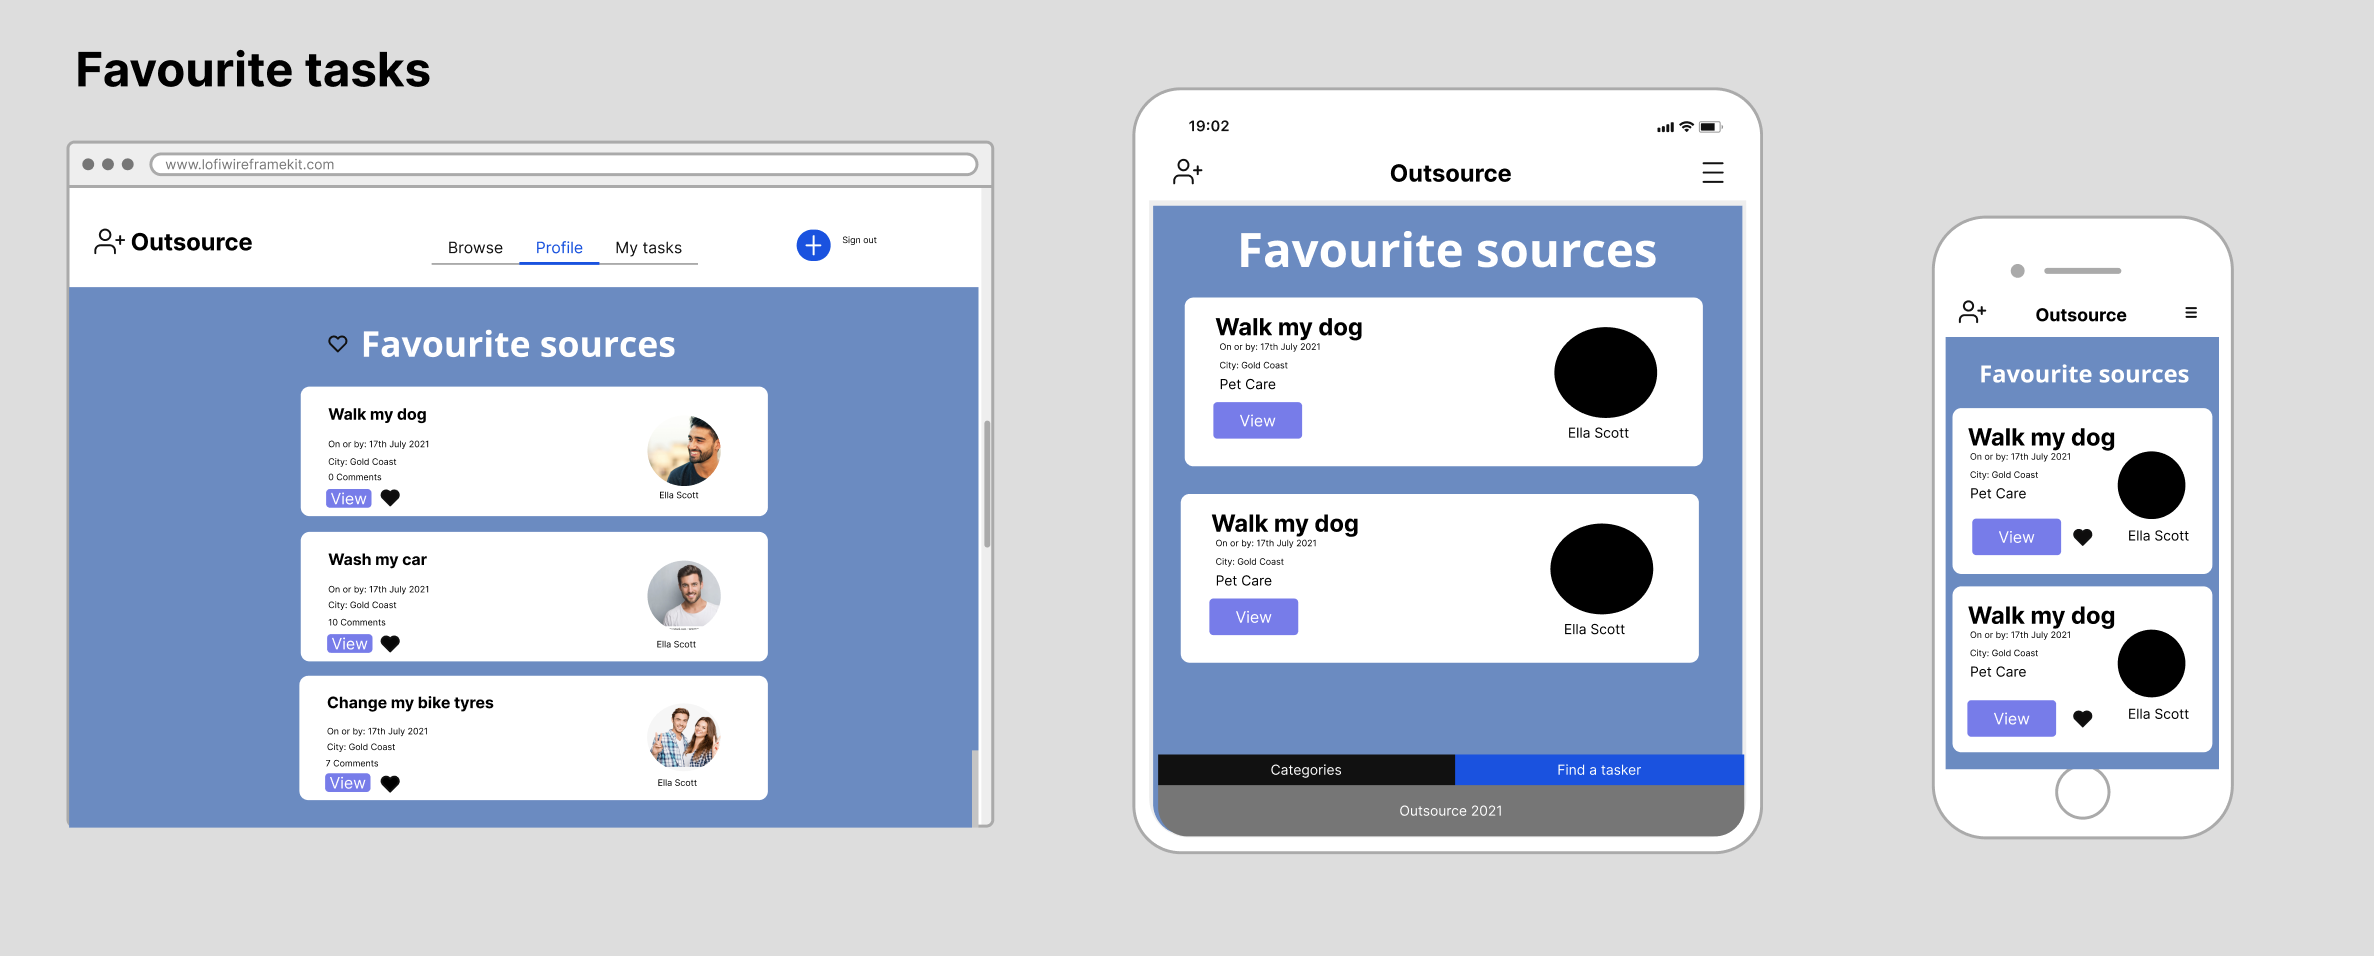 Favourite tasks
www.lofiwireframekit.com
Outsource
Browse
Profile
My tasks
Sign out
Favourite sources
Walk my dog
On or by: 17th July 2021
City: Gold Coast
0 Comments
View
Ella Scott
Wash my car
On or by: 17th July 2021
City: Gold Coast
10 Comments
View
Ella Scott
Change my bike tyres
On or by: 17th July 2021
City: Gold Coast
7 Comments
View
Ella Scott
19:02
Outsource
Favourite sources
Walk my dog
On or by: 17th July 2021
City: Gold Coast
Pet Care
View
Ella Scott
Walk my dog
On or by: 17th July 2021
City: Gold Coast
Pet Care
View
Ella Scott
Categories
Find a tasker
Outsource 2021
Outsource
Favourite sources
Walk my dog
On or by: 17th July 2021
City: Gold Coast
Pet Care
View
Ella Scott
Walk my dog
On or by: 17th July 2021
City: Gold Coast
Pet Care
View
Ella Scott